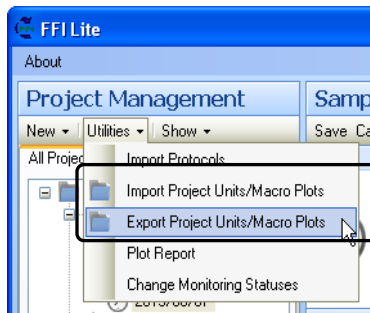 FFI Lite
About
Project Management Samp
New Utilities Show Save Ca
All Projec
Import Protocols
Import Project Units/Macro Plots
Export Project Units/Macro Plots
Plot Report
Change Monitoring Statuses